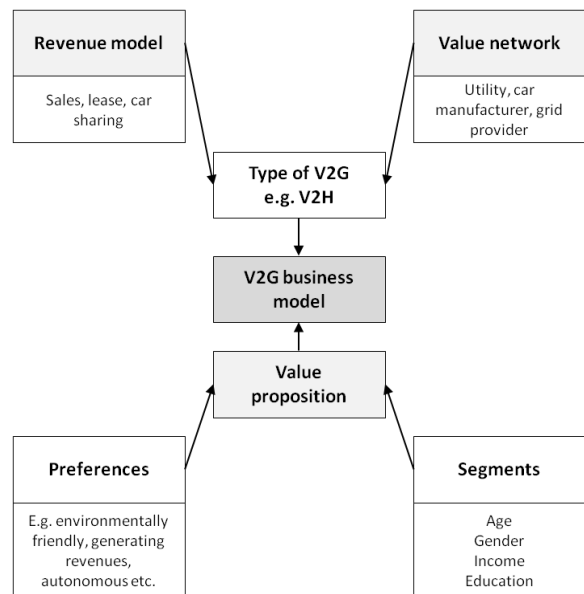 Revenue model
Sales, lease, car
sharing
Value network
Utility, car
manufacturer, grid
provider
Type of V2G
e.g. V2H
V2G business
model
Value
proposition
Preferences
E.g. environmentally
friendly, generating
revenues,
autonomous etc.
Segments
Age
Gender
Income
Education